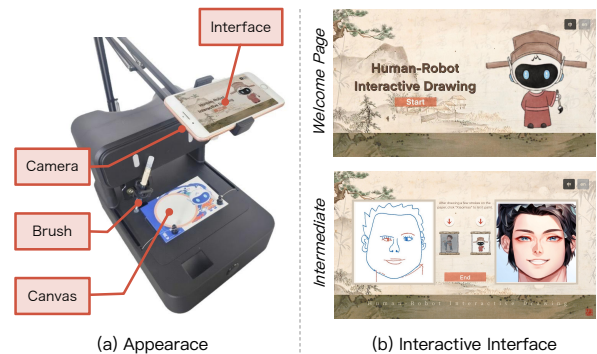 Interface
Camera
Brush
Canvas
(a) Appearace
Welcome Page
Human-Robot
Interactive Drawing
Start
Intermediate
End
Human Robot Interactive Drawing
(b) Interactive Interface